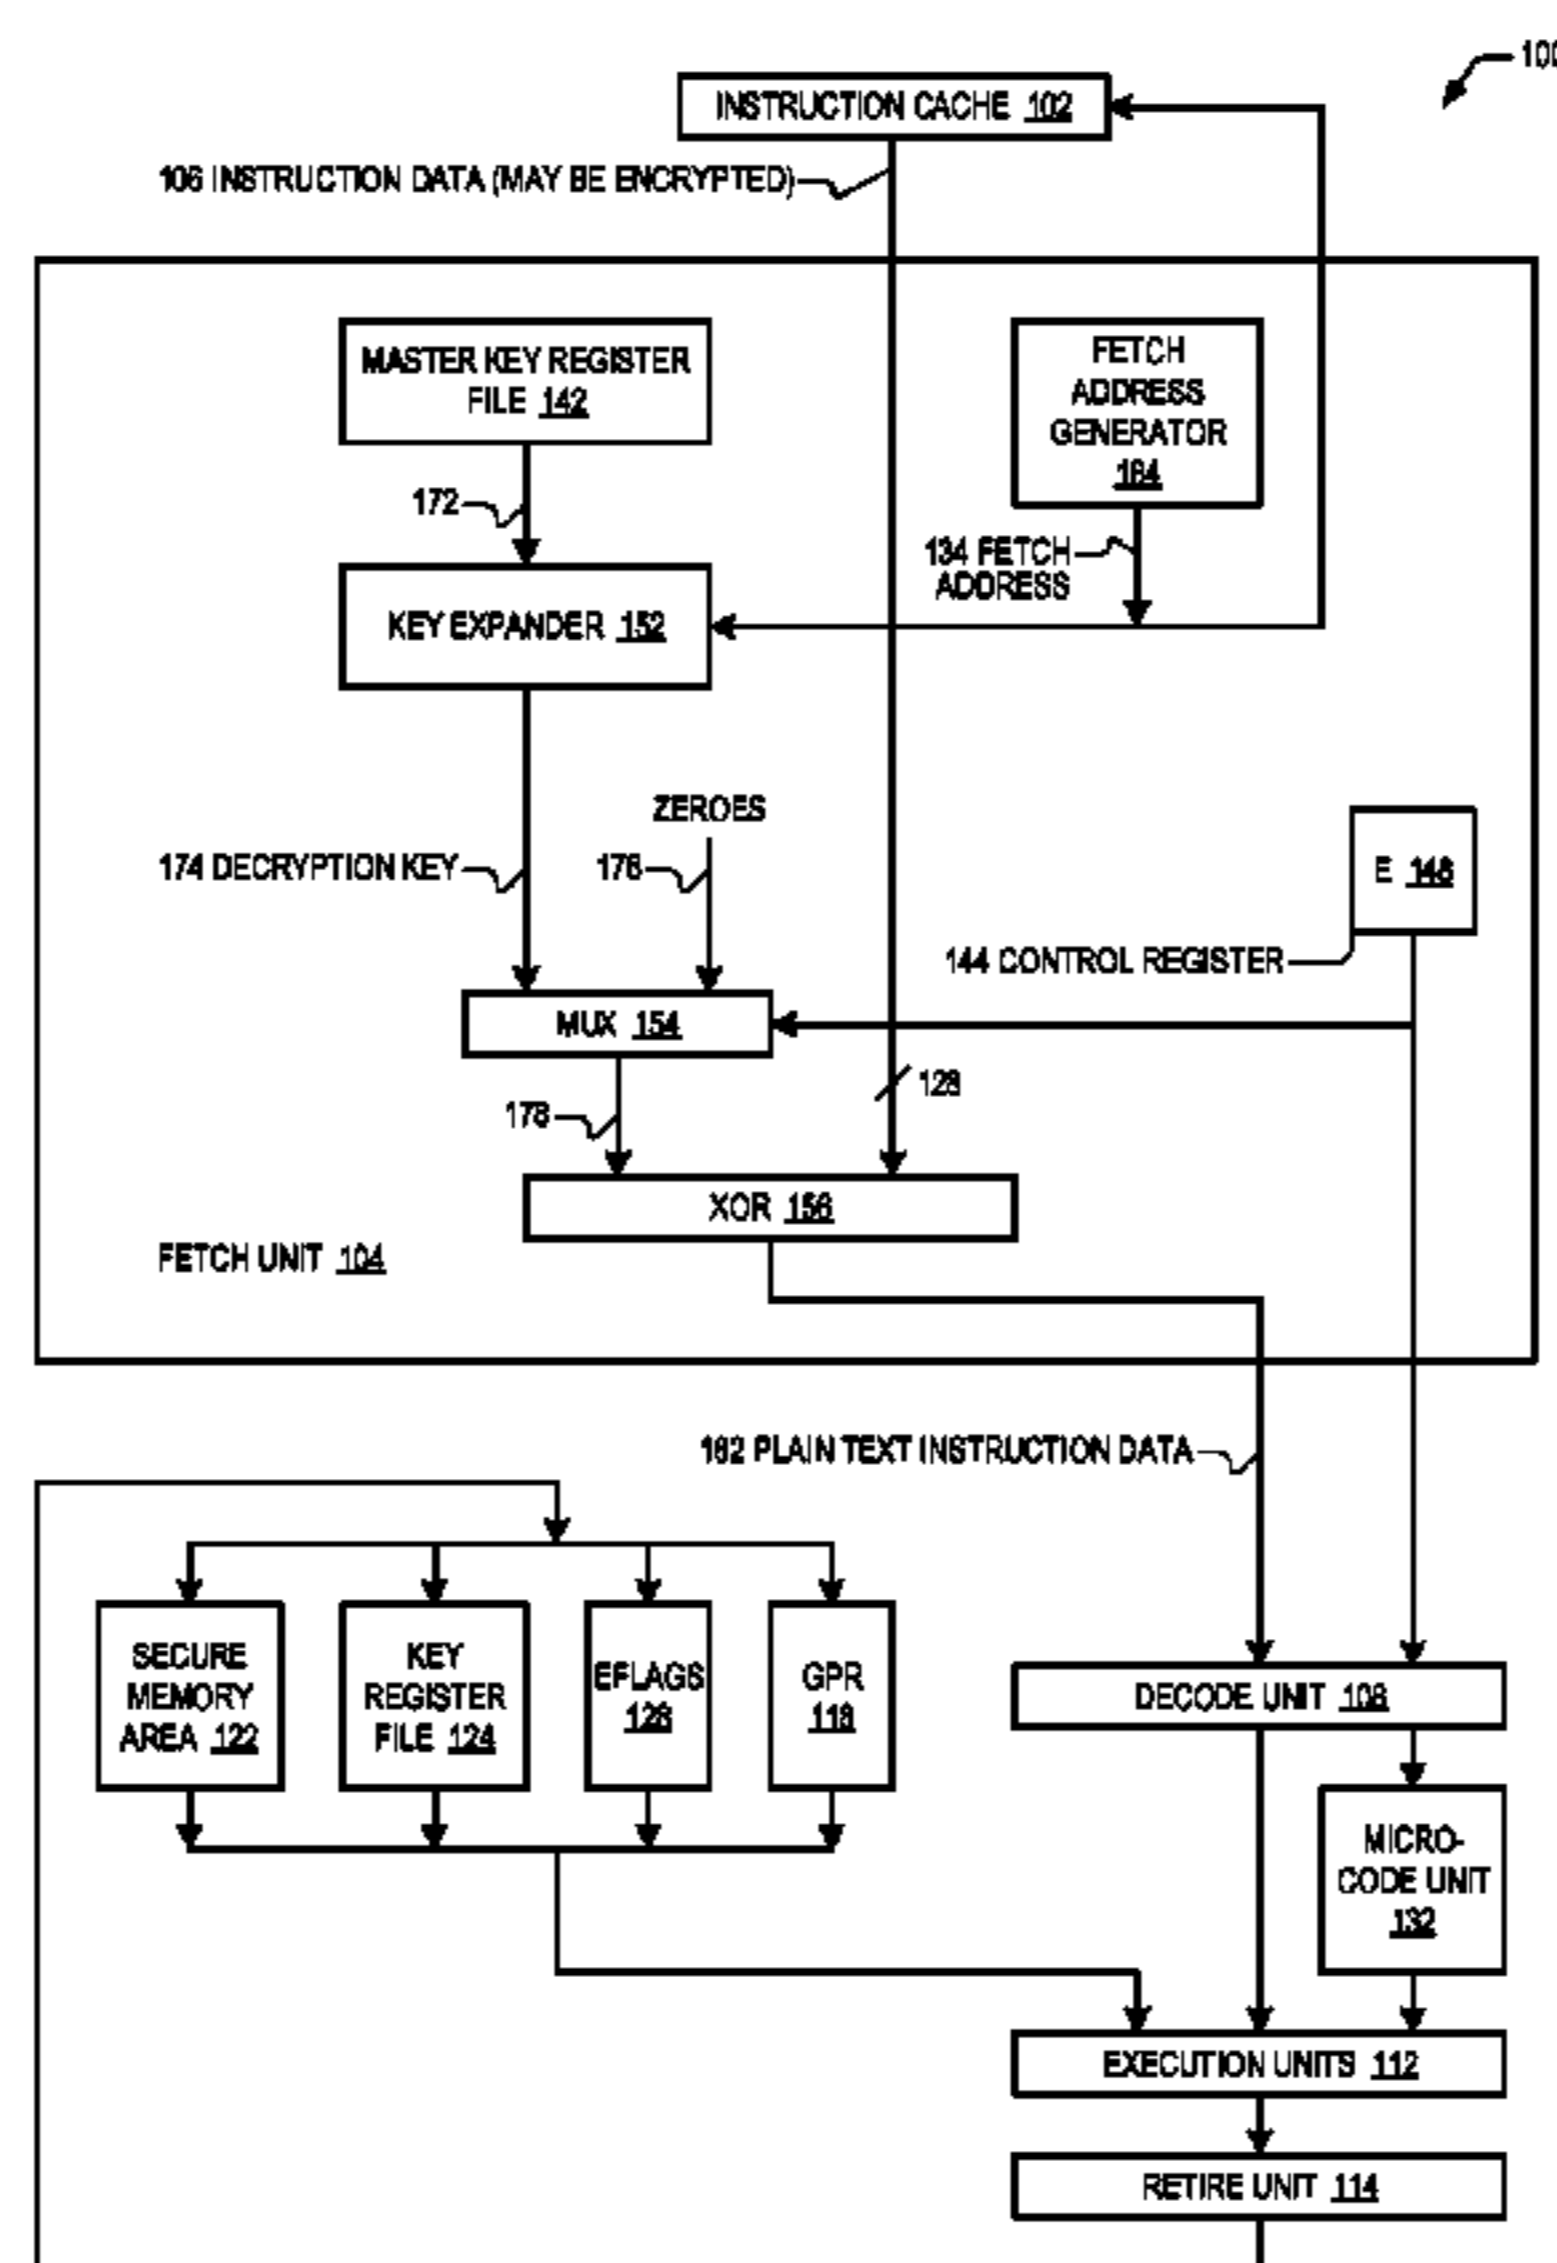 100
INSTRUCTION CACHE 102
106 INSTRUCTION DATA (MAY BE ENCRYPTED)
MASTER KEY REGISTER
FILE 142
FETCH
ADDRESS
GENERATOR
164
172
134 FETCH
ADDRESS
KEY EXPANDER 152
ZEROES
174 DECRYPTION KEY
176
E 148
144 CONTROL REGISTER
MUX 154
128
178
XOR 156
FETCH UNIT 104
162 PLAIN TEXT INSTRUCTION DATA
SECURE
MEMORY
AREA 122
KEY
REGISTER
FILE 124
EFLAGS
128
GPR
118
DECODE UNIT 108
MICRO-
CODE UNIT
132
EXECUTION UNITS 112
RETIRE UNIT 114